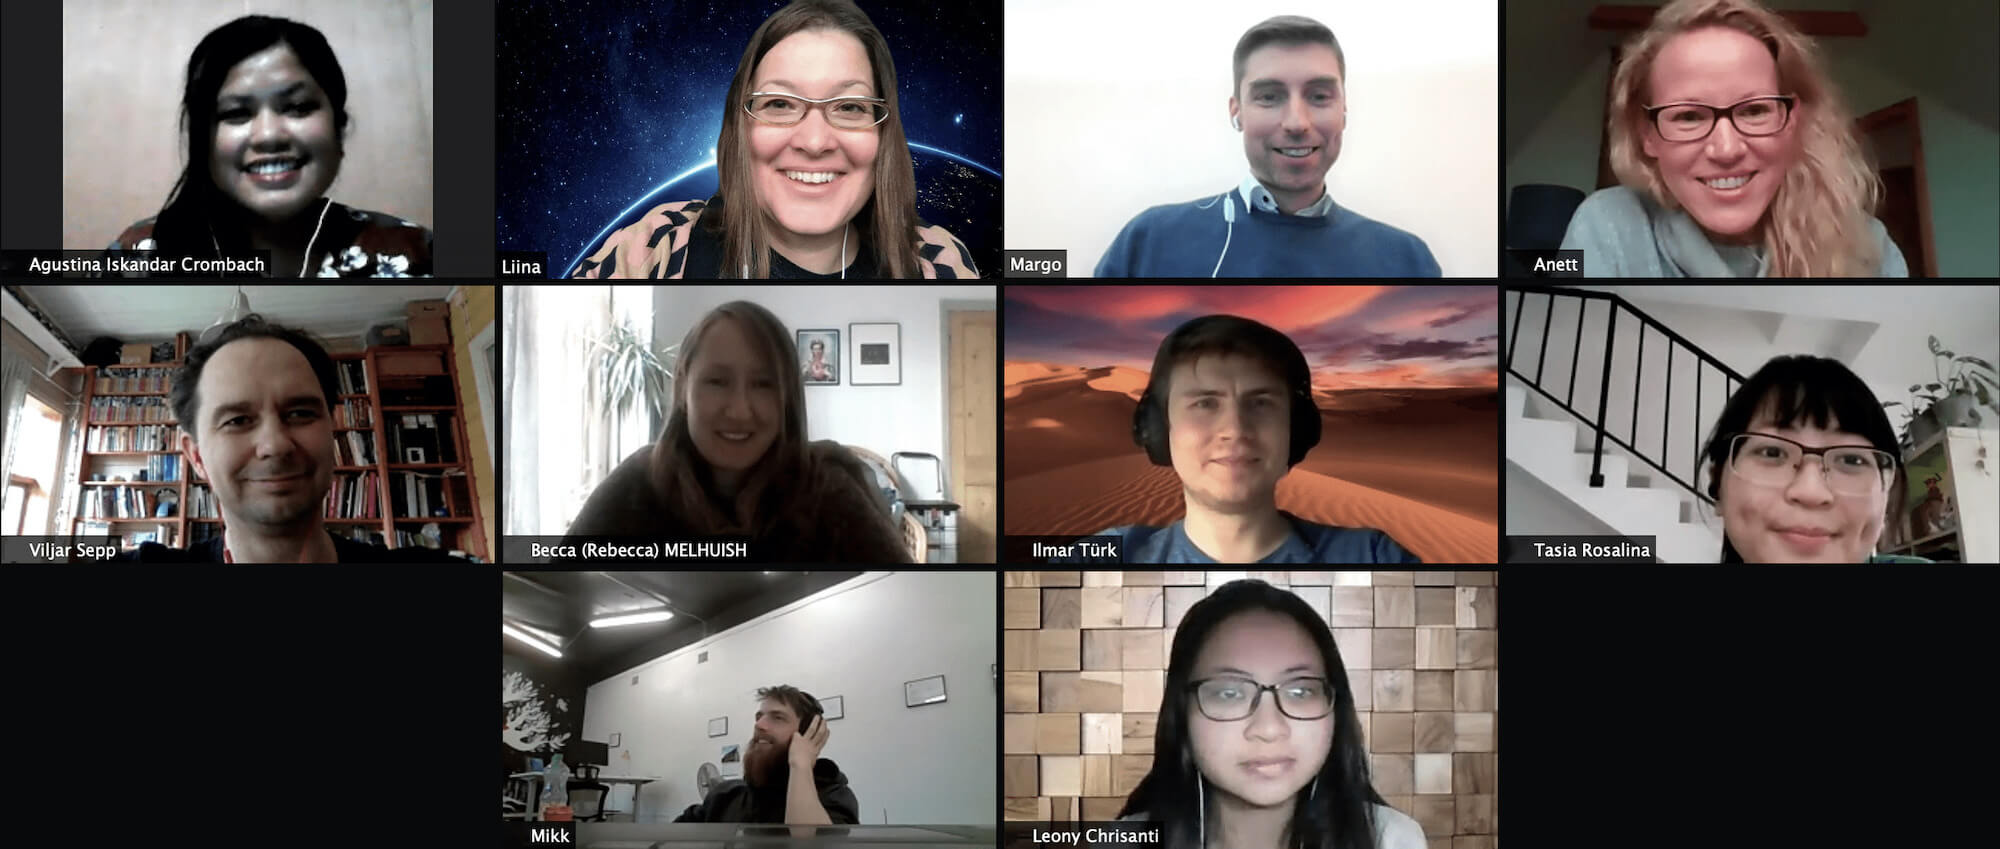 Agustina Iskandar Crombach
Liina
Margo
Anett
Viljar Sepp
Becca (Rebecca) MELHUISH
Ilmar Türk
Tasia Rosalina
Mikk
Leony Chrisanti